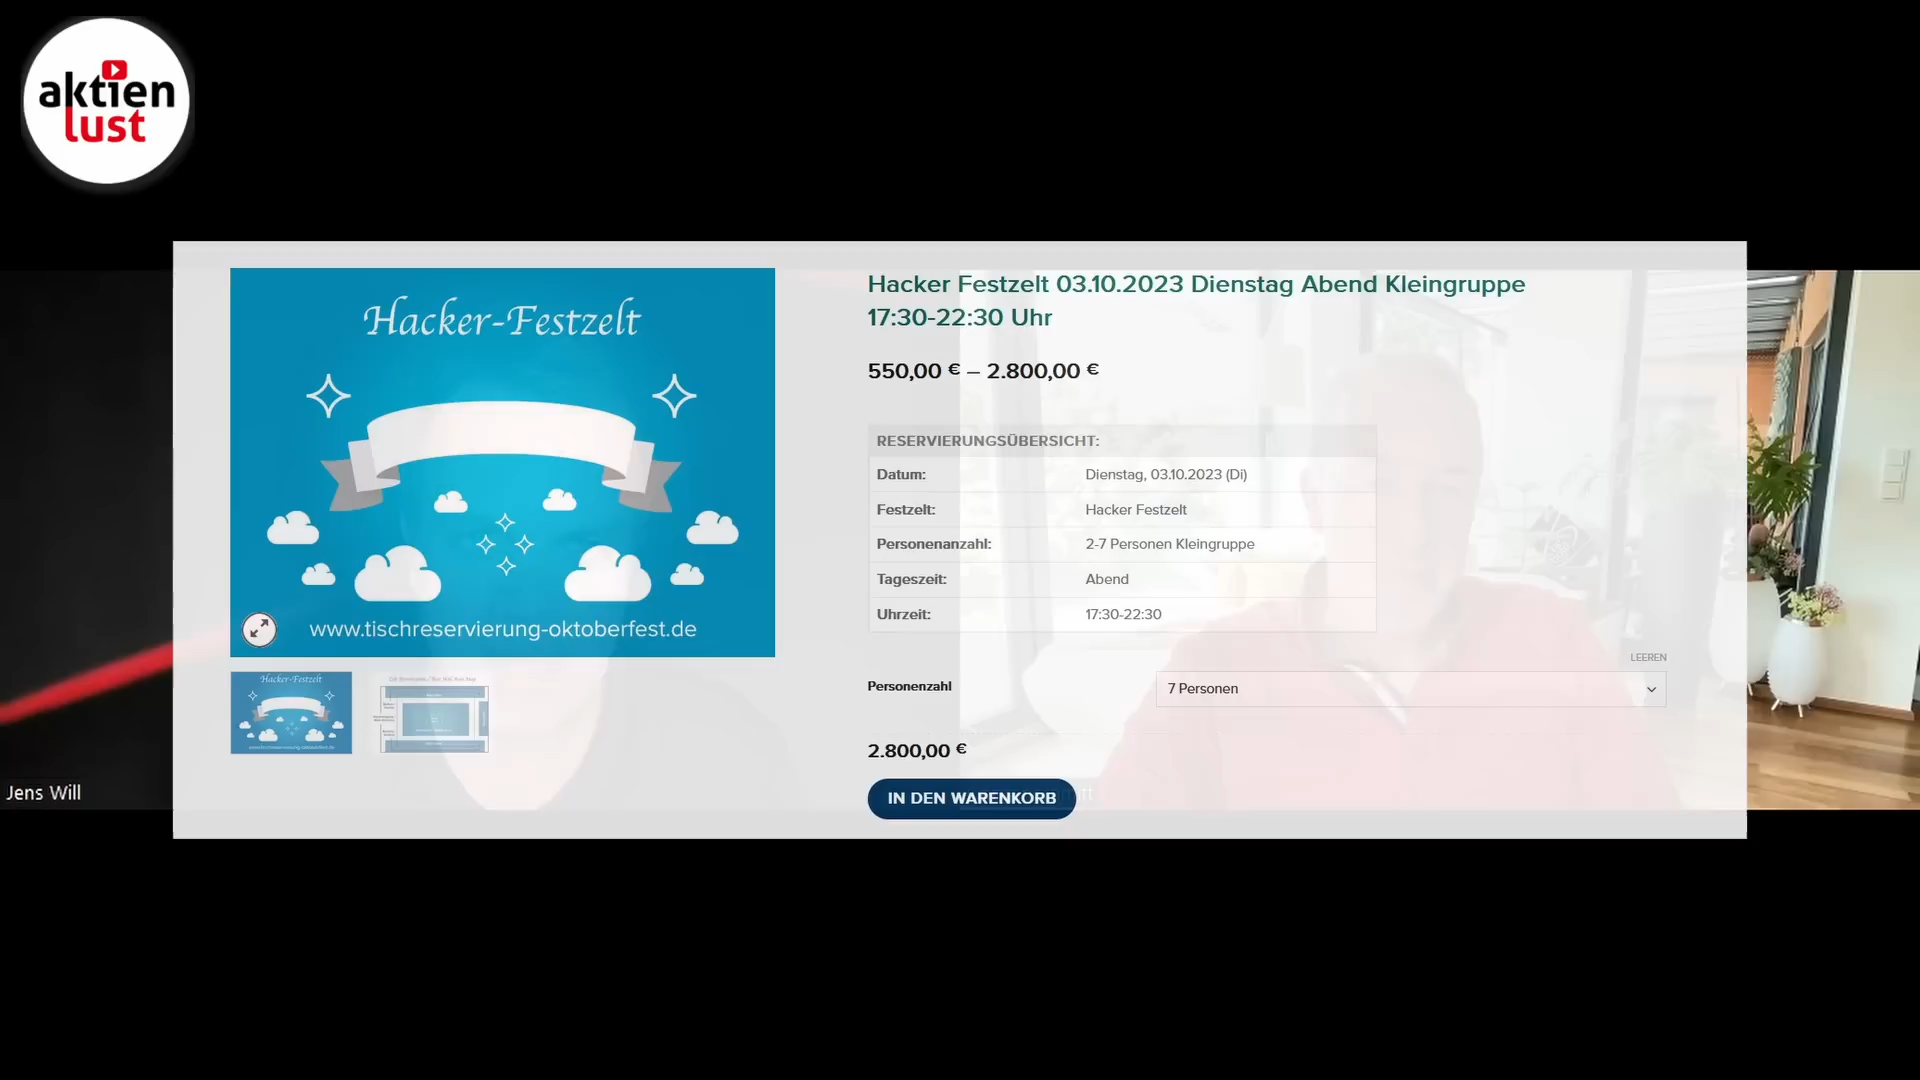 aktien
lust
Hacker-Festzelt
www.tischreservierung-oktoberfest.de
Hacker-Festzelt
Jens Will
Hacker Festzelt 03.10.2023 Dienstag Abend Kleingruppe
17:30-22:30 Uhr
550,00 € – 2.800,00 €
RESERVIERUNGSÜBERSICHT:
Datum: Dienstag, 03.10.2023 (Di)
Festzelt: Hacker Festzelt
Personenanzahl: 2-7 Personen Kleingruppe
Tageszeit: Abend
Uhrzeit: 17:30-22:30
LEEREN
Personenzahl 7 Personen
2.800,00 €
IN DEN WARENKORB